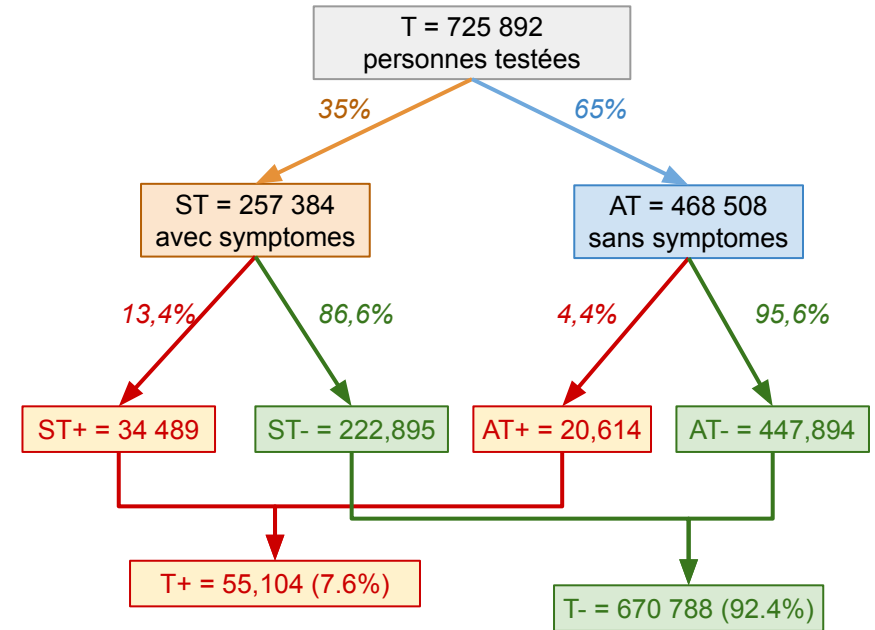 T = 725 892
personnes testées
35%
65%
ST = 257 384
avec symptomes
AT = 468 508
sans symptomes
13,4%
86,6%
4,4%
95,6%
ST+ = 34 489
ST- = 222,895
AT+ = 20,614
AT- = 447,894
T+ = 55,104 (7.6%)
T- = 670 788 (92.4%)